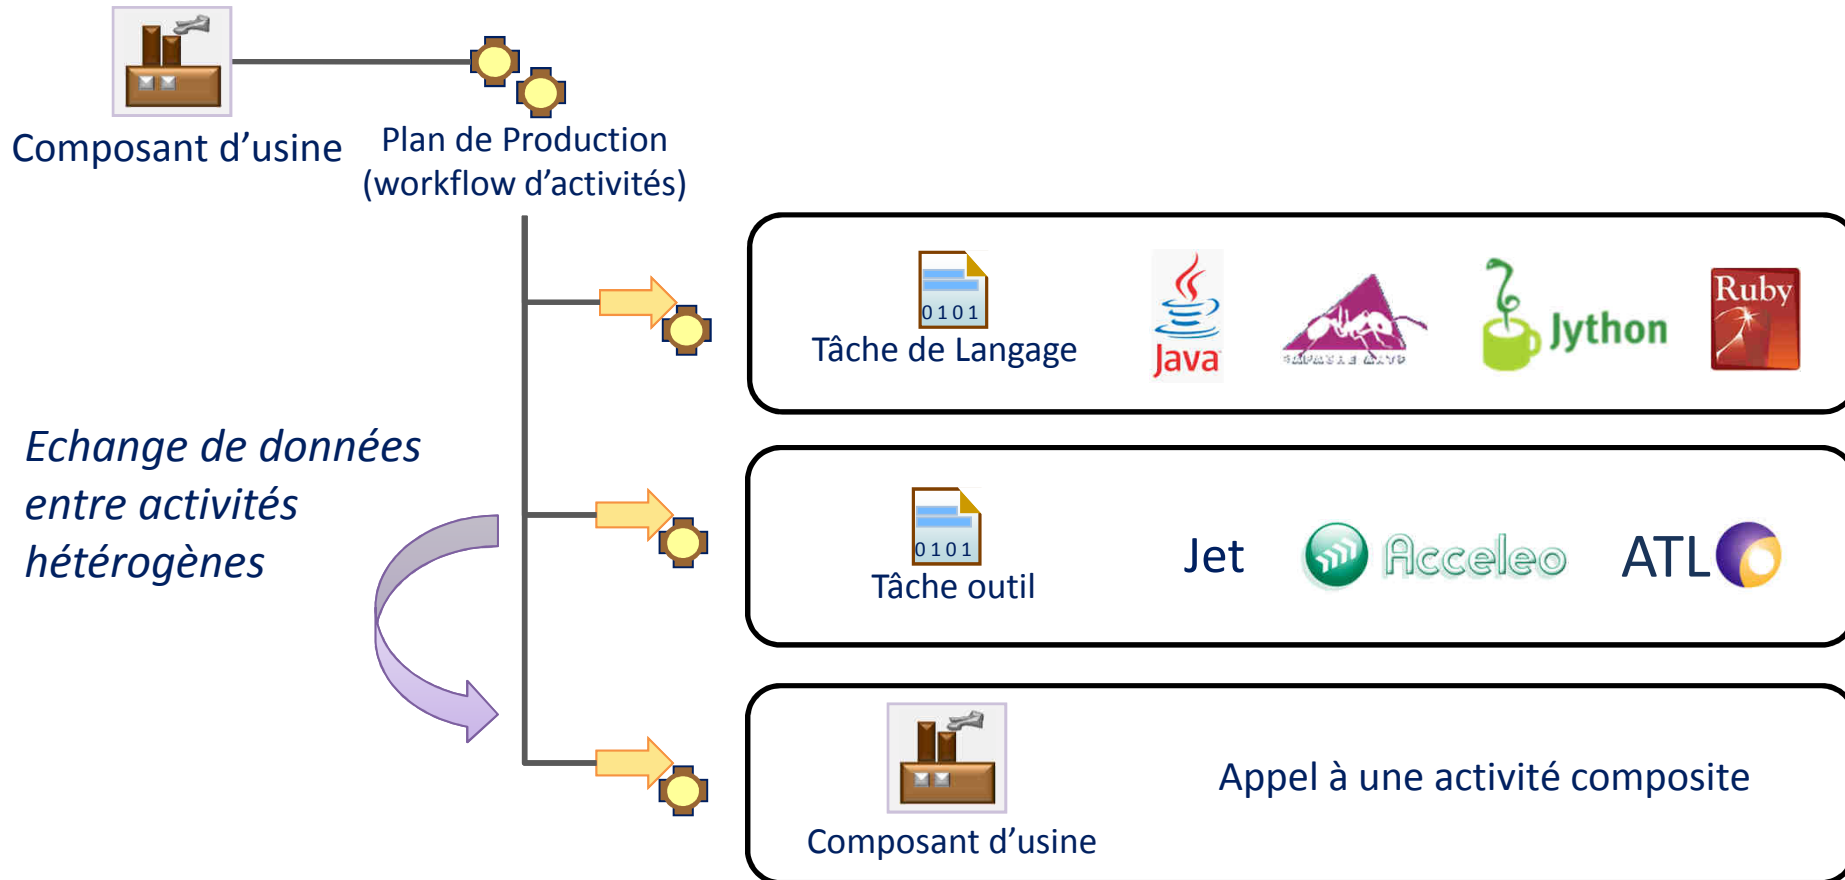 Composant d'usine
Plan de Production
(workflow d'activités)
0101
Tâche de Langage
Java
Jython
Ruby
Echange de données
entre activités
hétérogènes
0101
Tâche outil
Jet
Acceleo
ATL
Composant d'usine
Appel à une activité composite